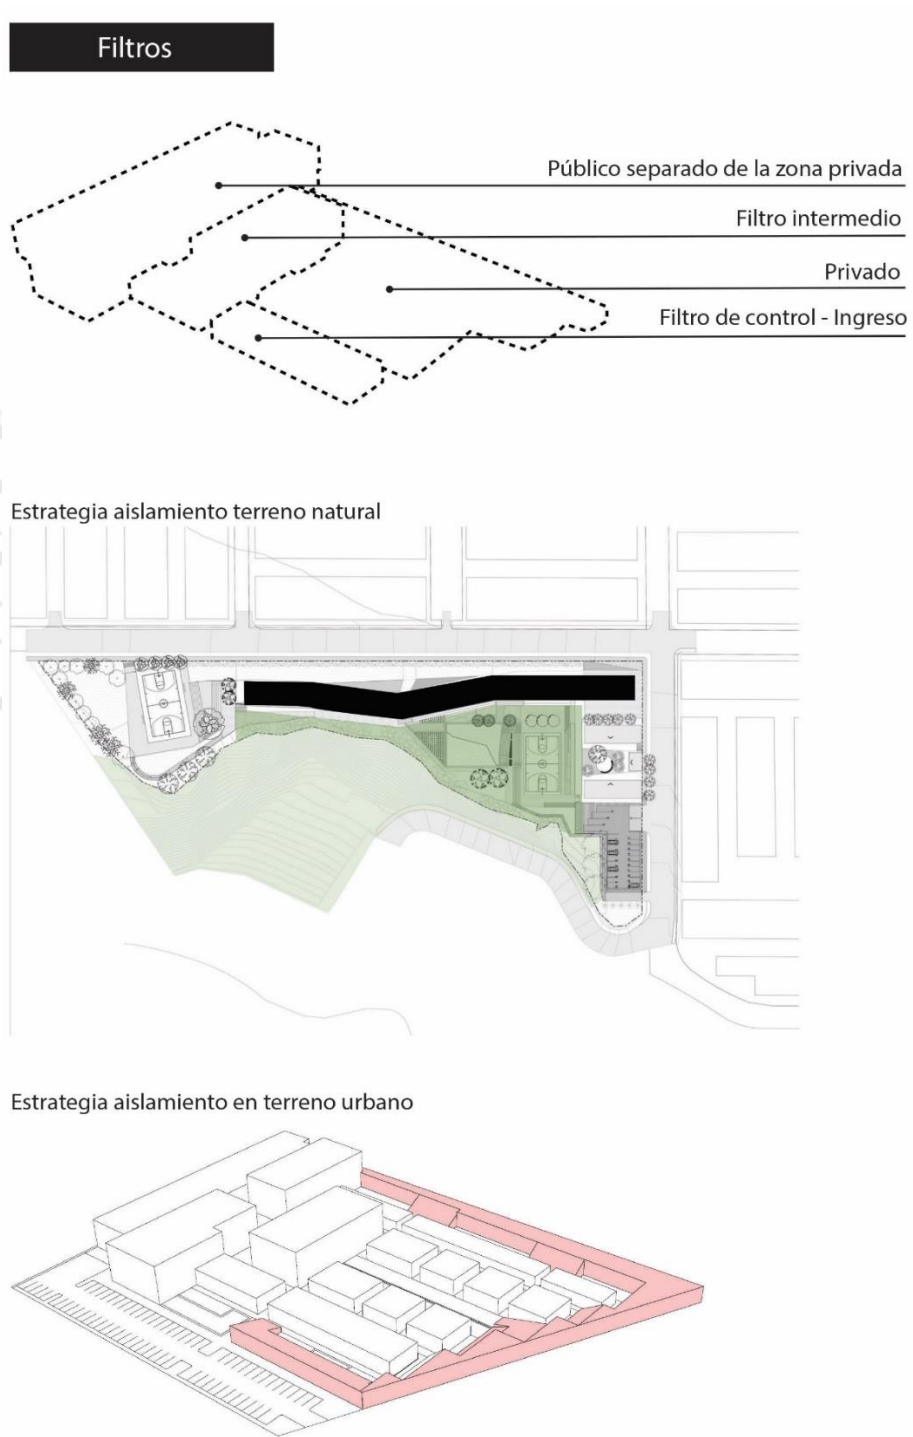 Filtros
Público separado de la zona privada
Filtro intermedio
Privado
Filtro de control - Ingreso
Estrategia aislamiento terreno natural
Estrategia aislamiento en terreno urbano